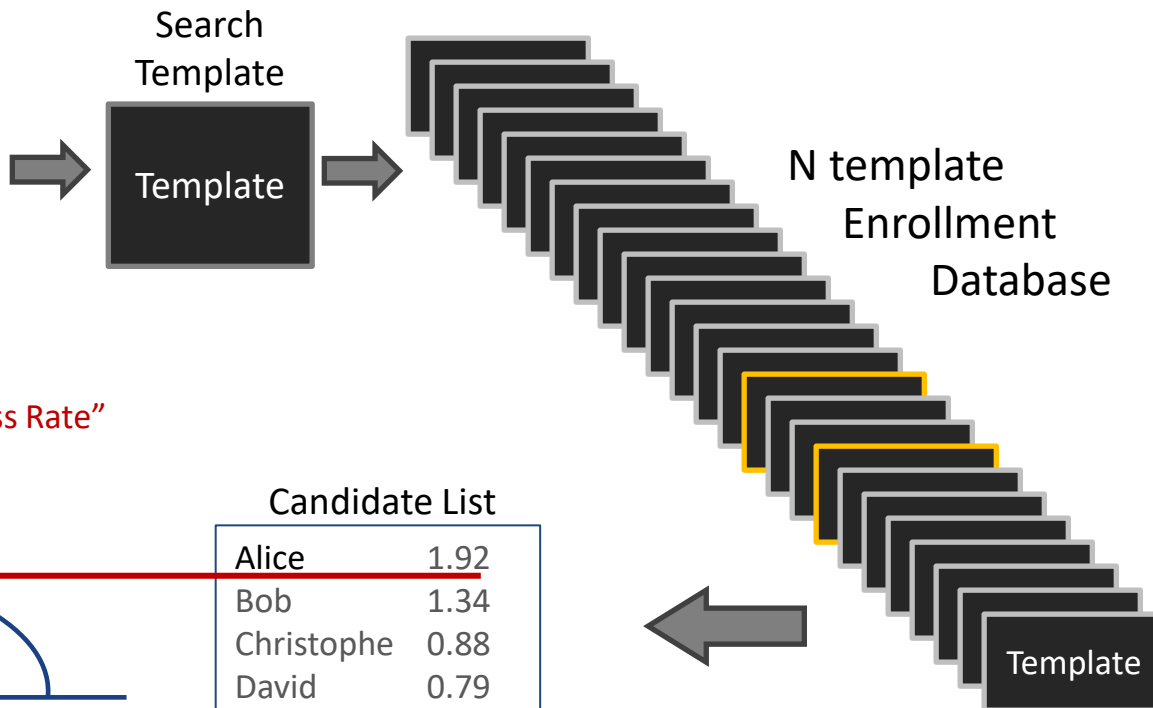 Search
Template
Template
N template
Enrollment
Database
Rate”
Candidate List
Alice 1.92
Bob 1.34
Christophe 0.88
David 0.79
Template